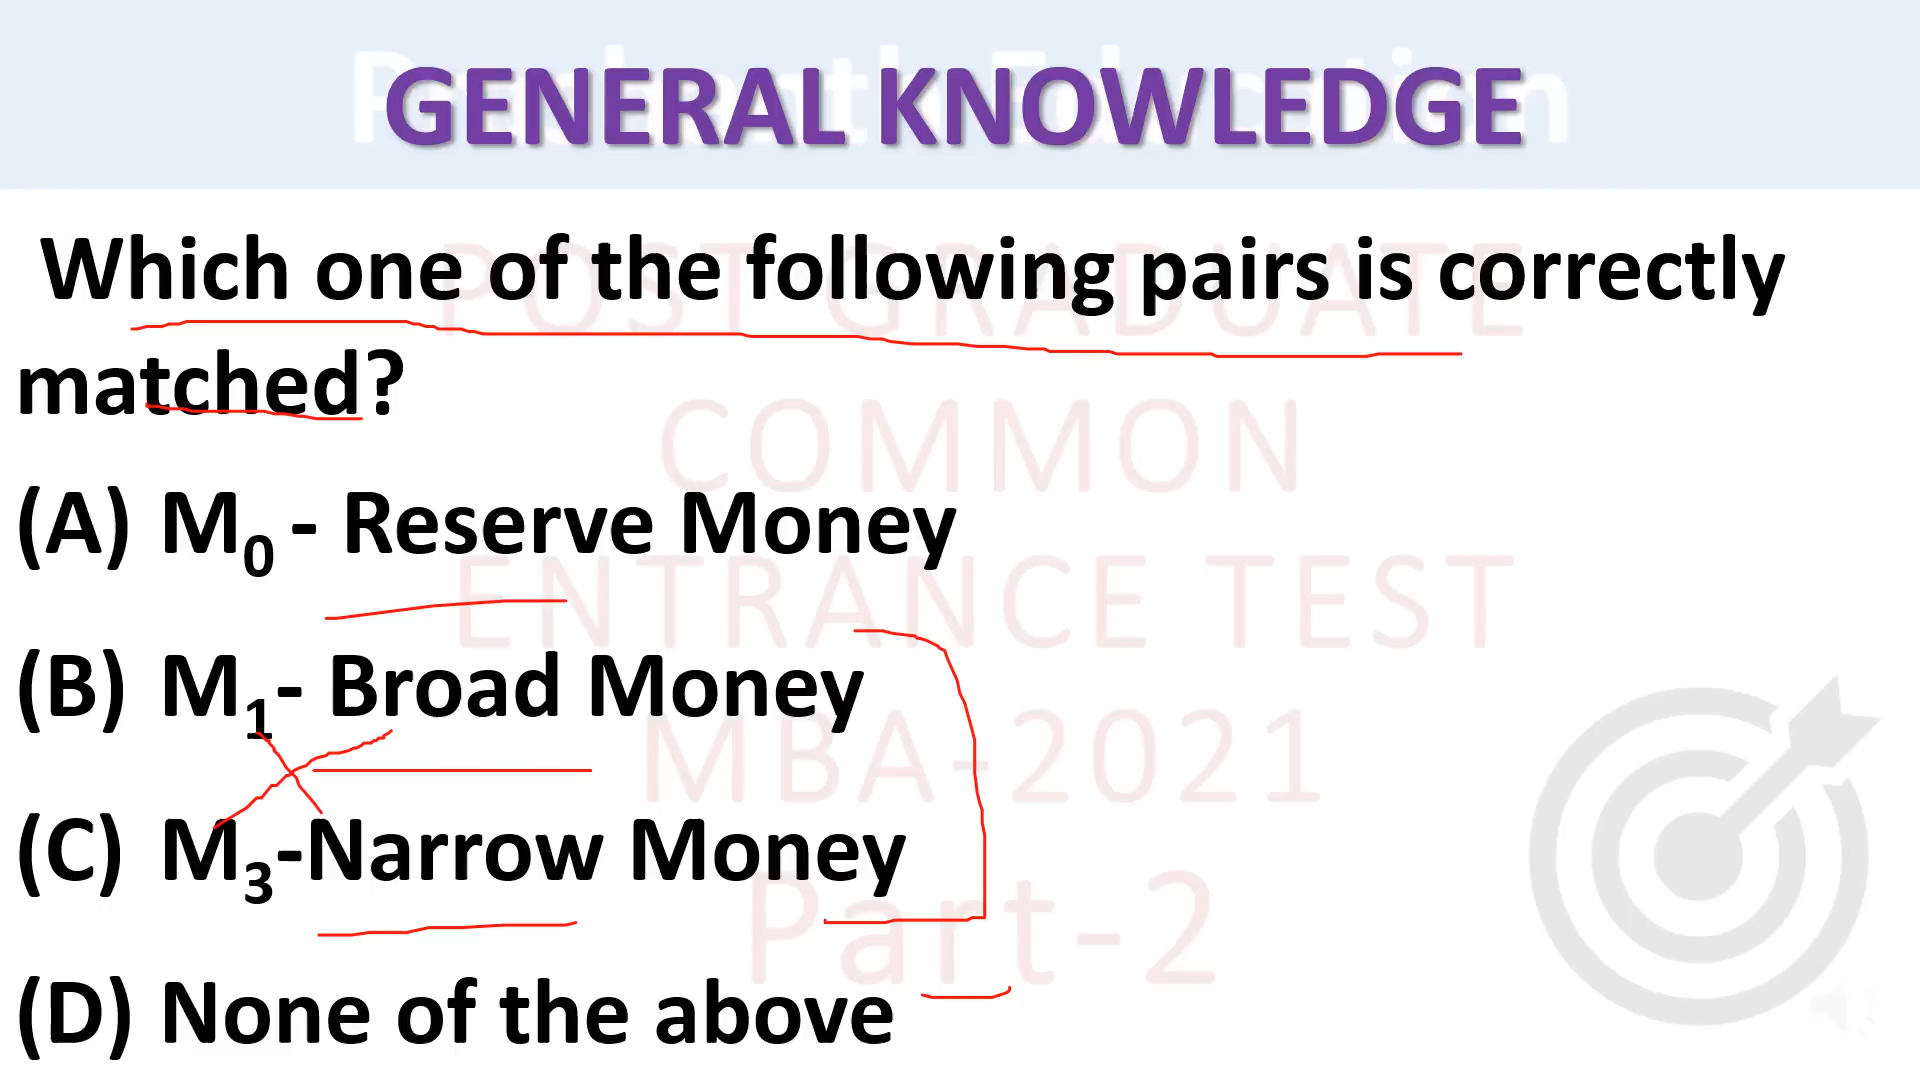 GENERAL KNOWLEDGE
Which one of the following pairs is correctly
matched?
(A) M₀ - Reserve Money
(B) M₁- Broad Money
(C) M₃-Narrow Money
(D) None of the above
POST GRADUATE
COMMON
ENTRANCE TEST
MBA-2021
Part-2